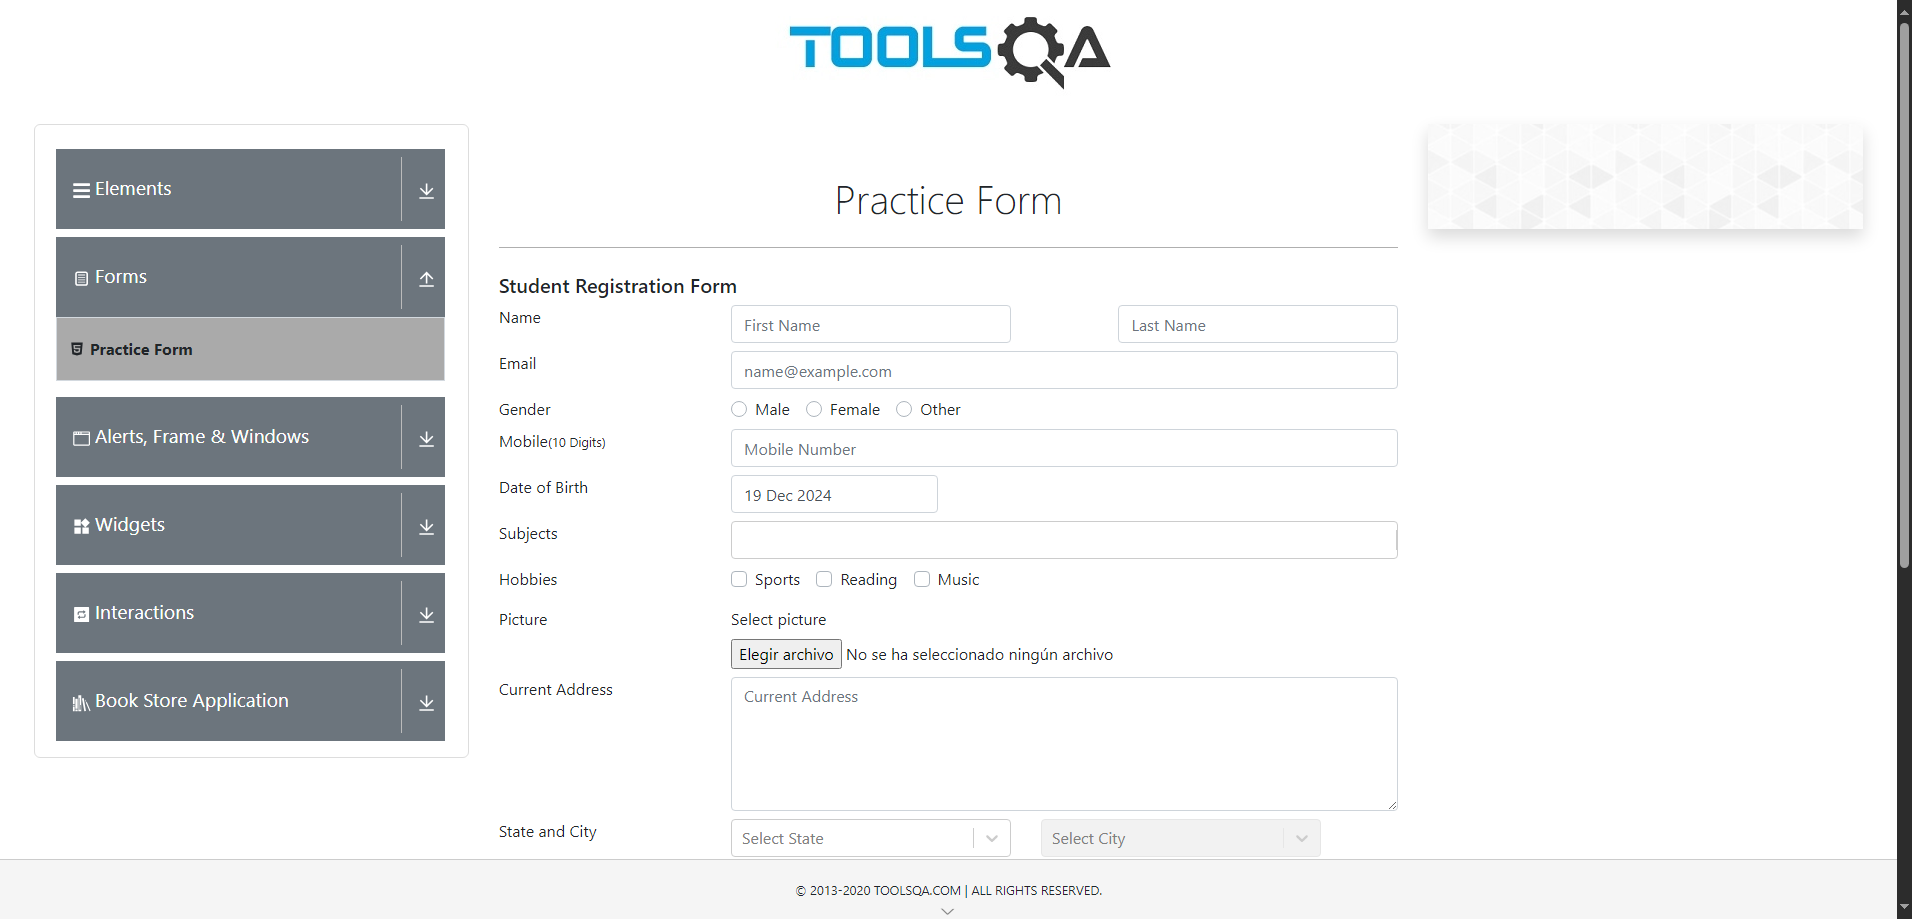 TOOLSQA
Elements
Forms
Practice Form
Alerts, Frame & Windows
Widgets
Interactions
Book Store Application
Practice Form
Student Registration Form
Name First Name Last Name
Email name@example.com
Gender Male Female Other
Mobile(10 Digits) Mobile Number
Date of Birth 19 Dec 2024
Subjects
Hobbies Sports Reading Music
Picture Select picture
Elegir archivo No se ha seleccionado ningún archivo
Current Address Current Address
State and City Select State Select City
© 2013-2020 TOOLSQA.COM | ALL RIGHTS RESERVED.